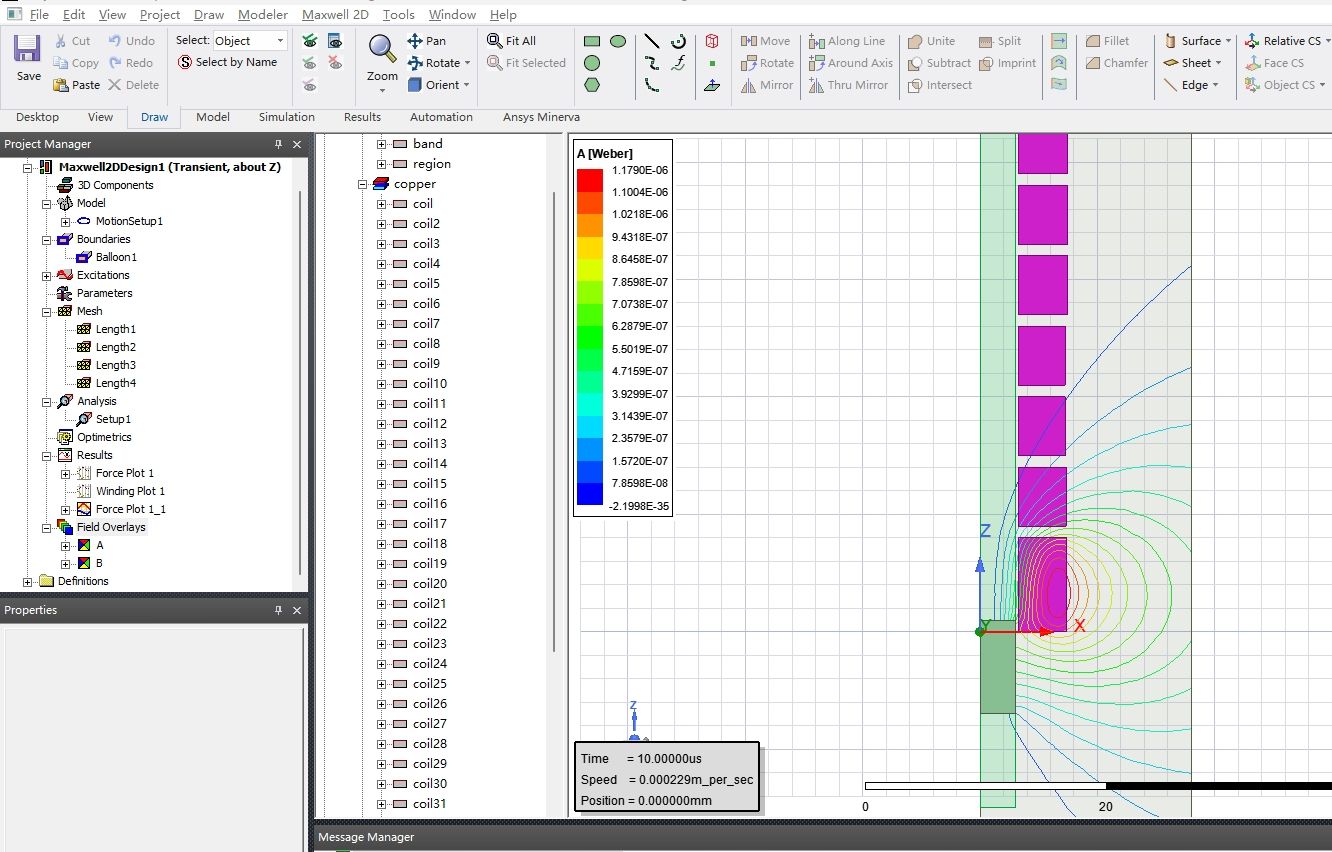 File Edit View Project Draw Modeler Maxwell 2D Tools Window Help
Save
Cut Undo
Copy Redo
Paste Delete
Select: Object
Select by Name
Zoom
Pan
Rotate
Orient
Fit All
Fit Selected
Move Along Line Unite Split Fillet Surface Relative CS
Rotate Around Axis Subtract Imprint Chamfer Sheet Face CS
Mirror Thru Mirror Intersect Edge Object CS
Desktop View Draw Model Simulation Results Automation Ansys Minerva
Project Manager
Maxwell2DDesign1 (Transient, about Z)
3D Components
Model
MotionSetup1
Boundaries
Balloon1
Excitations
Parameters
Mesh
Length1
Length2
Length3
Length4
Analysis
Setup1
Optimetrics
Results
Force Plot 1
Winding Plot 1
Force Plot 1_1
Field Overlays
A
B
Definitions
Properties
band
region
copper
coil
coil2
coil3
coil4
coil5
coil6
coil7
coil8
coil9
coil10
coil11
coil12
coil13
coil14
coil15
coil16
coil17
coil18
coil19
coil20
coil21
coil22
coil23
coil24
coil25
coil26
coil27
coil28
coil29
coil30
coil31
A [Weber]
1.1790E-06
1.1004E-06
1.0218E-06
9.4318E-07
8.6458E-07
7.8598E-07
7.0738E-07
6.2879E-07
5.5019E-07
4.7159E-07
3.9299E-07
3.1439E-07
2.3579E-07
1.5720E-07
7.8598E-08
-2.1998E-35
Z
Y
X
Z
Time = 10.00000us
Speed = 0.000229m_per_sec
Position = 0.000000mm
0 20
Message Manager